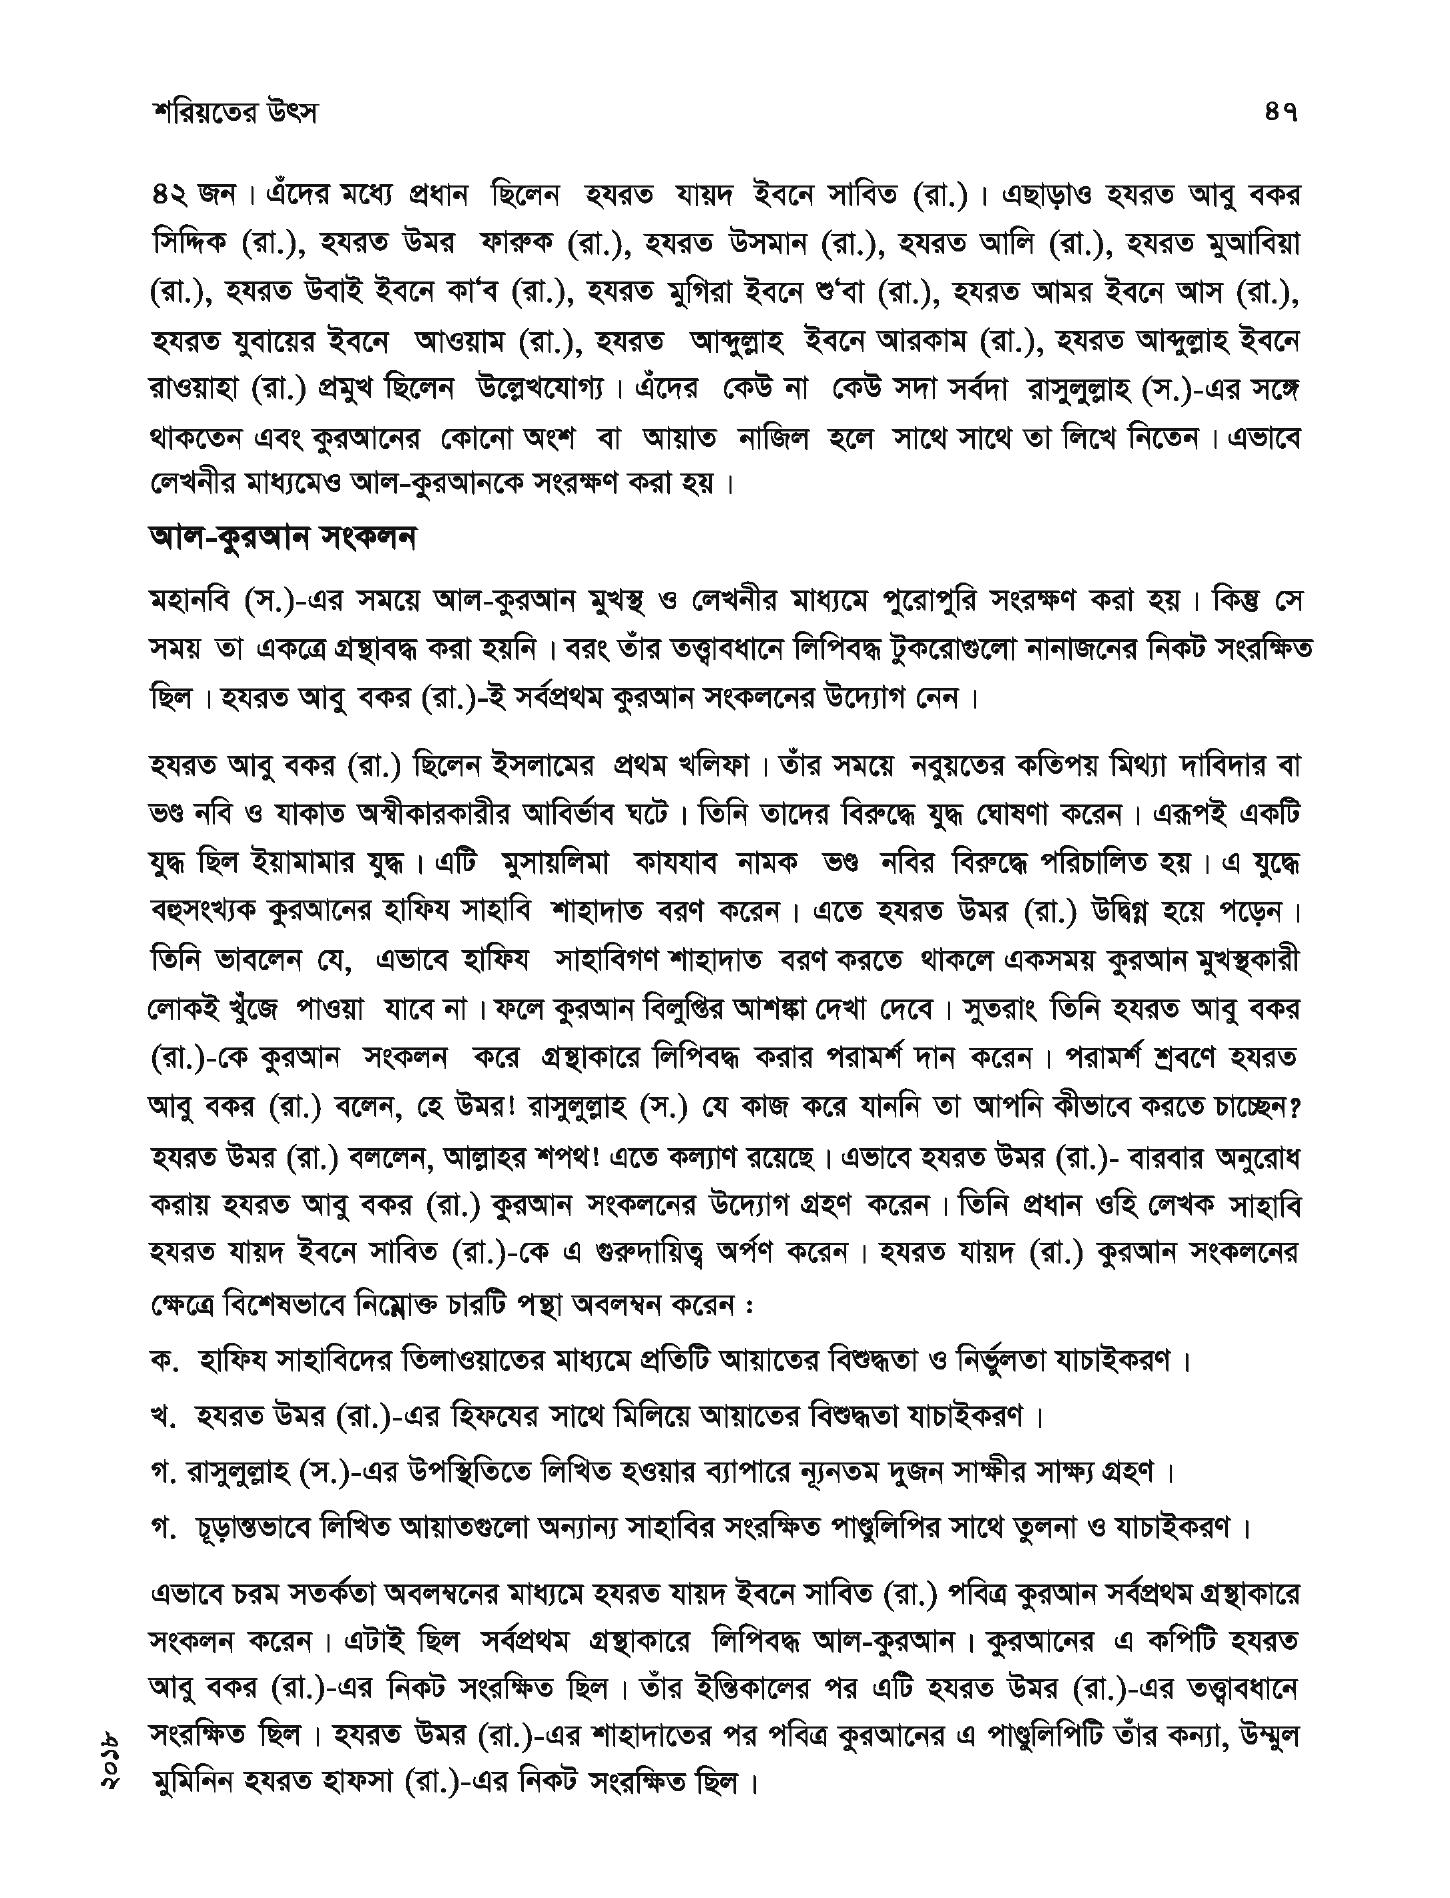 শরিয়তের উৎস ৪৭
৪২ জন। এঁদের মধ্যে প্রধান ছিলেন হযরত যায়দ ইবনে সাবিত (রা.)। এছাড়াও হযরত আবু বকর
সিদ্দিক (রা.), হযরত উমর ফারুক (রা.), হযরত উসমান (রা.), হযরত আলি (রা.), হযরত মুআবিয়া
(রা.), হযরত উবাই ইবনে কা‘ব (রা.), হযরত মুগিরা ইবনে শু‘বা (রা.), হযরত আমর ইবনে আস (রা.),
হযরত যুবায়ের ইবনে আওয়াম (রা.), হযরত আব্দুল্লাহ ইবনে আরকাম (রা.), হযরত আব্দুল্লাহ ইবনে
রাওয়াহা (রা.) প্রমুখ ছিলেন উল্লেখযোগ্য। এঁদের কেউ না কেউ সদা সর্বদা রাসুলুল্লাহ (স.)-এর সঙ্গে
থাকতেন এবং কুরআনের কোনো অংশ বা আয়াত নাজিল হলে সাথে সাথে তা লিখে নিতেন। এভাবে
লেখনীর মাধ্যমেও আল-কুরআনকে সংরক্ষণ করা হয়।
আল-কুরআন সংকলন
মহানবি (স.)-এর সময়ে আল-কুরআন মুখস্থ ও লেখনীর মাধ্যমে পুরোপুরি সংরক্ষণ করা হয়। কিন্তু সে
সময় তা একত্রে গ্রন্থাবদ্ধ করা হয়নি। বরং তাঁর তত্ত্বাবধানে লিপিবদ্ধ টুকরোগুলো নানাজনের নিকট সংরক্ষিত
ছিল। হযরত আবু বকর (রা.)-ই সর্বপ্রথম কুরআন সংকলনের উদ্যোগ নেন।
হযরত আবু বকর (রা.) ছিলেন ইসলামের প্রথম খলিফা। তাঁর সময়ে নবুয়তের কতিপয় মিথ্যা দাবিদার বা
ভণ্ড নবি ও যাকাত অস্বীকারকারীর আবির্ভাব ঘটে। তিনি তাদের বিরুদ্ধে যুদ্ধ ঘোষণা করেন। এরূপই একটি
যুদ্ধ ছিল ইয়ামামার যুদ্ধ। এটি মুসায়লিমা কাযযাব নামক ভণ্ড নবির বিরুদ্ধে পরিচালিত হয়। এ যুদ্ধে
বহুসংখ্যক কুরআনের হাফিয সাহাবি শাহাদাত বরণ করেন। এতে হযরত উমর (রা.) উদ্বিগ্ন হয়ে পড়েন।
তিনি ভাবলেন যে, এভাবে হাফিয সাহাবিগণ শাহাদাত বরণ করতে থাকলে একসময় কুরআন মুখস্থকারী
লোকই খুঁজে পাওয়া যাবে না। ফলে কুরআন বিলুপ্তির আশঙ্কা দেখা দেবে। সুতরাং তিনি হযরত আবু বকর
(রা.)-কে কুরআন সংকলন করে গ্রন্থাকারে লিপিবদ্ধ করার পরামর্শ দান করেন। পরামর্শ শ্রবণে হযরত
আবু বকর (রা.) বলেন, হে উমর! রাসুলুল্লাহ (স.) যে কাজ করে যাননি তা আপনি কীভাবে করতে চাচ্ছেন?
হযরত উমর (রা.) বললেন, আল্লাহর শপথ! এতে কল্যাণ রয়েছে। এভাবে হযরত উমর (রা.)- বারবার অনুরোধ
করায় হযরত আবু বকর (রা.) কুরআন সংকলনের উদ্যোগ গ্রহণ করেন। তিনি প্রধান ওহি লেখক সাহাবি
হযরত যায়দ ইবনে সাবিত (রা.)-কে এ গুরুদায়িত্ব অর্পণ করেন। হযরত যায়দ (রা.) কুরআন সংকলনের
ক্ষেত্রে বিশেষভাবে নিম্নোক্ত চারটি পন্থা অবলম্বন করেন :
ক. হাফিয সাহাবিদের তিলাওয়াতের মাধ্যমে প্রতিটি আয়াতের বিশুদ্ধতা ও নির্ভুলতা যাচাইকরণ।
খ. হযরত উমর (রা.)-এর হিফযের সাথে মিলিয়ে আয়াতের বিশুদ্ধতা যাচাইকরণ।
গ. রাসুলুল্লাহ (স.)-এর উপস্থিতিতে লিখিত হওয়ার ব্যাপারে ন্যূনতম দুজন সাক্ষীর সাক্ষ্য গ্রহণ।
গ. চূড়ান্তভাবে লিখিত আয়াতগুলো অন্যান্য সাহাবির সংরক্ষিত পাণ্ডুলিপির সাথে তুলনা ও যাচাইকরণ।
এভাবে চরম সতর্কতা অবলম্বনের মাধ্যমে হযরত যায়দ ইবনে সাবিত (রা.) পবিত্র কুরআন সর্বপ্রথম গ্রন্থাকারে
সংকলন করেন। এটাই ছিল সর্বপ্রথম গ্রন্থাকারে লিপিবদ্ধ আল-কুরআন। কুরআনের এ কপিটি হযরত
আবু বকর (রা.)-এর নিকট সংরক্ষিত ছিল। তাঁর ইন্তিকালের পর এটি হযরত উমর (রা.)-এর তত্ত্বাবধানে
সংরক্ষিত ছিল। হযরত উমর (রা.)-এর শাহাদাতের পর পবিত্র কুরআনের এ পাণ্ডুলিপিটি তাঁর কন্যা, উম্মুল
মুমিনিন হযরত হাফসা (রা.)-এর নিকট সংরক্ষিত ছিল।
২০১৮